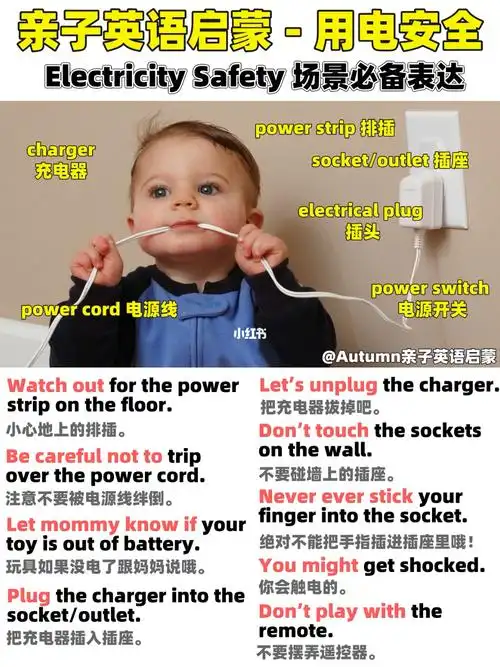 亲子英语启蒙 - 用电安全
Electricity Safety 场景必备表达
charger
充电器
power strip 排插
socket/outlet 插座
electrical plug
插头
power cord 电源线
power switch
电源开关
小红书
@Autumn亲子英语启蒙
Watch out for the power
strip on the floor.
小心地上的排插。
Be careful not to trip
over the power cord.
注意不要被电源线绊倒。
Let mommy know if your
toy is out of battery.
玩具如果没电了跟妈妈说哦。
Plug the charger into the
socket/outlet.
把充电器插入插座。
Let's unplug the charger.
把充电器拔掉吧。
Don't touch the sockets
on the wall.
不要碰墙上的插座。
Never ever stick your
finger into the socket.
绝对不能把手指插进插座里哦!
You might get shocked.
你会触电的。
Don't play with the
remote.
不要摆弄遥控器。